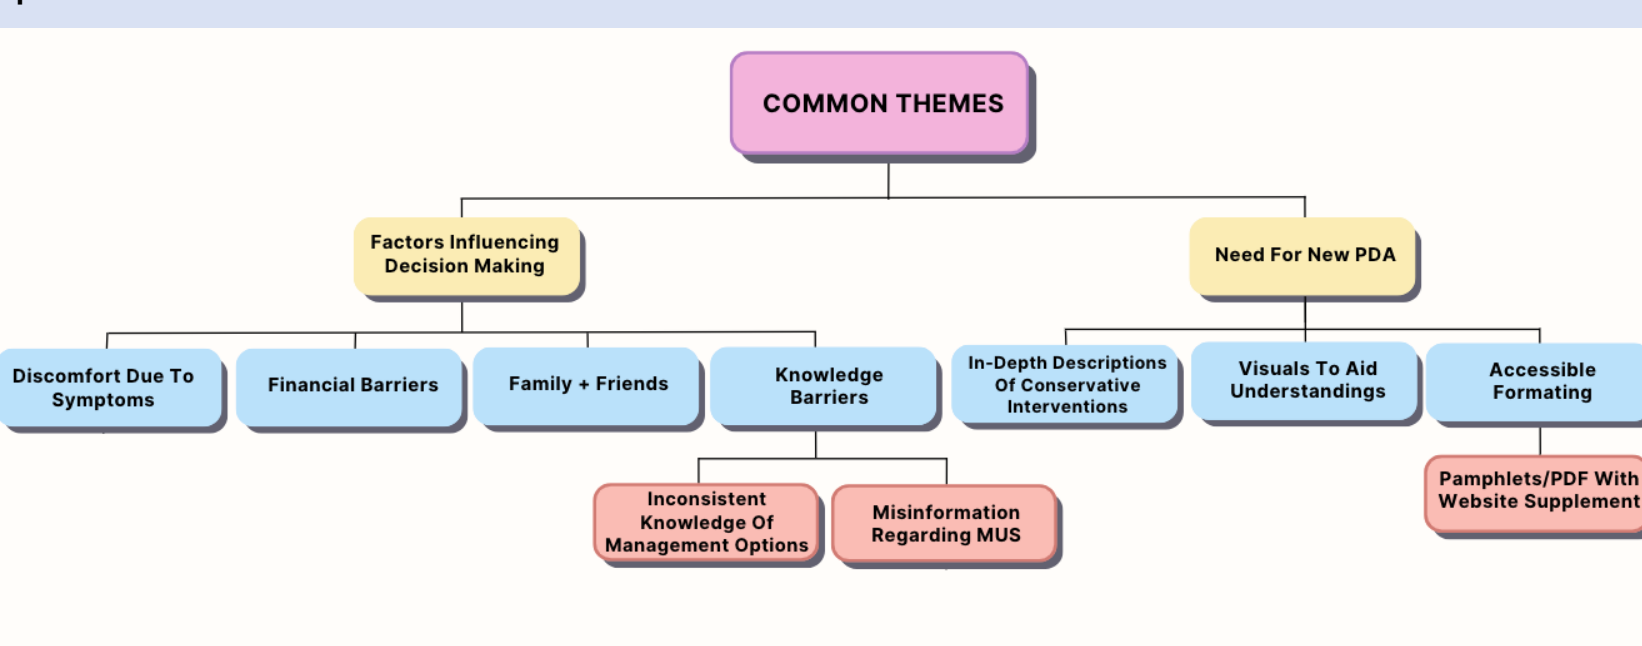 COMMON THEMES
Factors Influencing
Decision Making
Need For New PDA
Discomfort Due To
Symptoms
Financial Barriers
Family + Friends
Knowledge
Barriers
In-Depth Descriptions
Of Conservative
Interventions
Visuals To Aid
Understandings
Accessible
Formating
Inconsistent
Knowledge Of
Management Options
Misinformation
Regarding MUS
Pamphlets/PDF With
Website Supplement